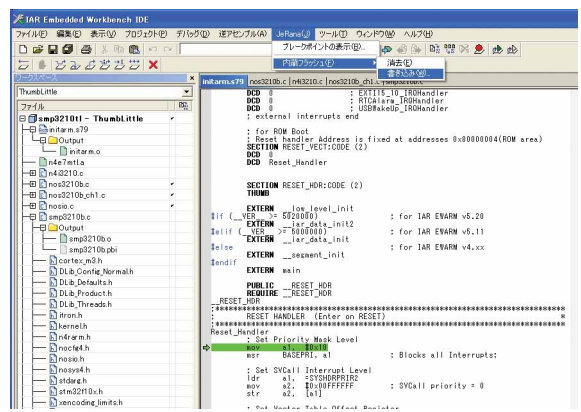 IAR Embedded Workbench IDE
ファイル(F) 編集(E) 表示(V) プロジェクト(P) デバッグ(D) 逆アセンブル(A) JeRana(J) ツール(T) ウィンドウ(W) ヘルプ(H)
ブレークポイントの表示(B)...
内蔵フラッシュ(F)
消去(E)
書き込み(W)...
ワークスペース
ThumbLittle
ファイル
smp3210tl - ThumbLittle
initarm.s79
Output
initarm.o
n4e7mtl.a
n4i3210.c
nos3210b.c
nos3210b_ch1.c
nosio.c
smp3210b.c
Output
smp3210b.o
smp3210b.pbi
cortex_m3.h
DLib_Config_Normal.h
DLib_Defaults.h
DLib_Product.h
DLib_Threads.h
itron.h
kernel.h
n4rarm.h
nocfg4.h
nosio.h
nosys4.h
stdarg.h
stm32f10x.h
xencoding_limits.h
initarm.s79 nos3210b.c n4i3210.c nos3210b_ch1.c smp3210b.c
DCD 0 ; EXTI15_10_IRQHandler
DCD 0 ; RTCAlarm_IRQHandler
DCD 0 ; USBWakeUp_IRQHandler
; external interrupts end
; for ROM Boot
; Reset handler Address is fixed at addresses 0x80000004(ROM area)
SECTION RESET_VECT:CODE (2)
DCD 0
DCD Reset_Handler
SECTION RESET_HDR:CODE (2)
THUMB
EXTERN __low_level_init
#if (__VER__ >= 5020000) ; for IAR EWARM v5.20
EXTERN __iar_data_init2
#elif (__VER__ >= 5000000) ; for IAR EWARM v5.11
EXTERN __iar_data_init
#else ; for IAR EWARM v4.xx
EXTERN __segment_init
#endif
EXTERN main
PUBLIC __RESET_HDR
REQUIRE __RESET_HDR
__RESET_HDR
; RESET HANDLER (Enter on RESET) *
Reset_Handler
; Set Priority Mask Level
mov a1, #0x10
msr BASEPRI, a1 ; Blocks all Interrupts;
; Set SYCall Interrupt Level
ldr a1, =SYSHDRPRIR2
mov a2, #0x00FFFFFF ; SYCall priority = 0
str a2, [a1]
; Set Vector Table Offset Register